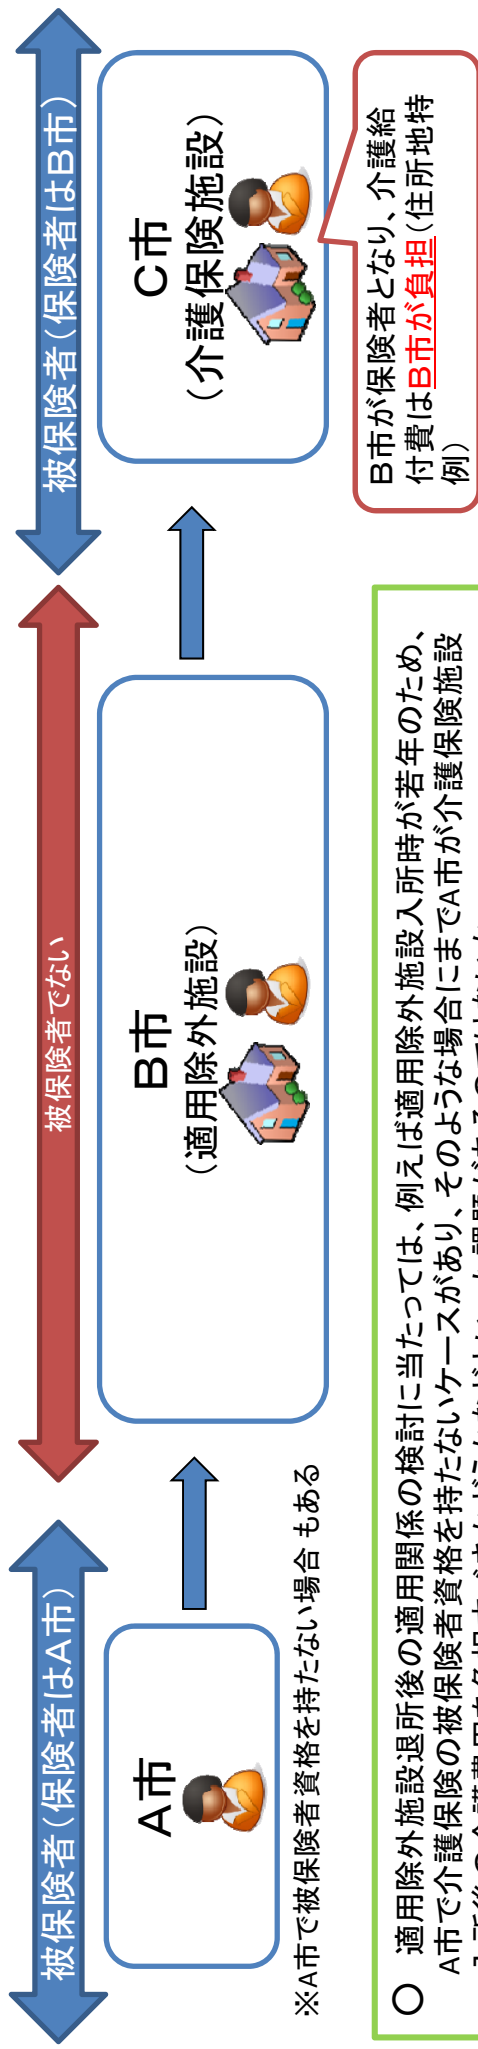 被保険者（保険者はA市）
被保険者でない
被保険者（保険者はB市）
A市
B市
（適用除外施設）
C市
（介護保険施設）
※A市で被保険者資格を持たない場合もある
B市が保険者となり、介護給
付費はB市が負担（住所地特
例）
○　適用除外施設退所後の適用関係の検討に当たっては、例えば適用除外施設入所時が若年のため、
A市で介護保険の被保険者資格を持たないケースがあり、そのような場合にまでA市が介護保険施設